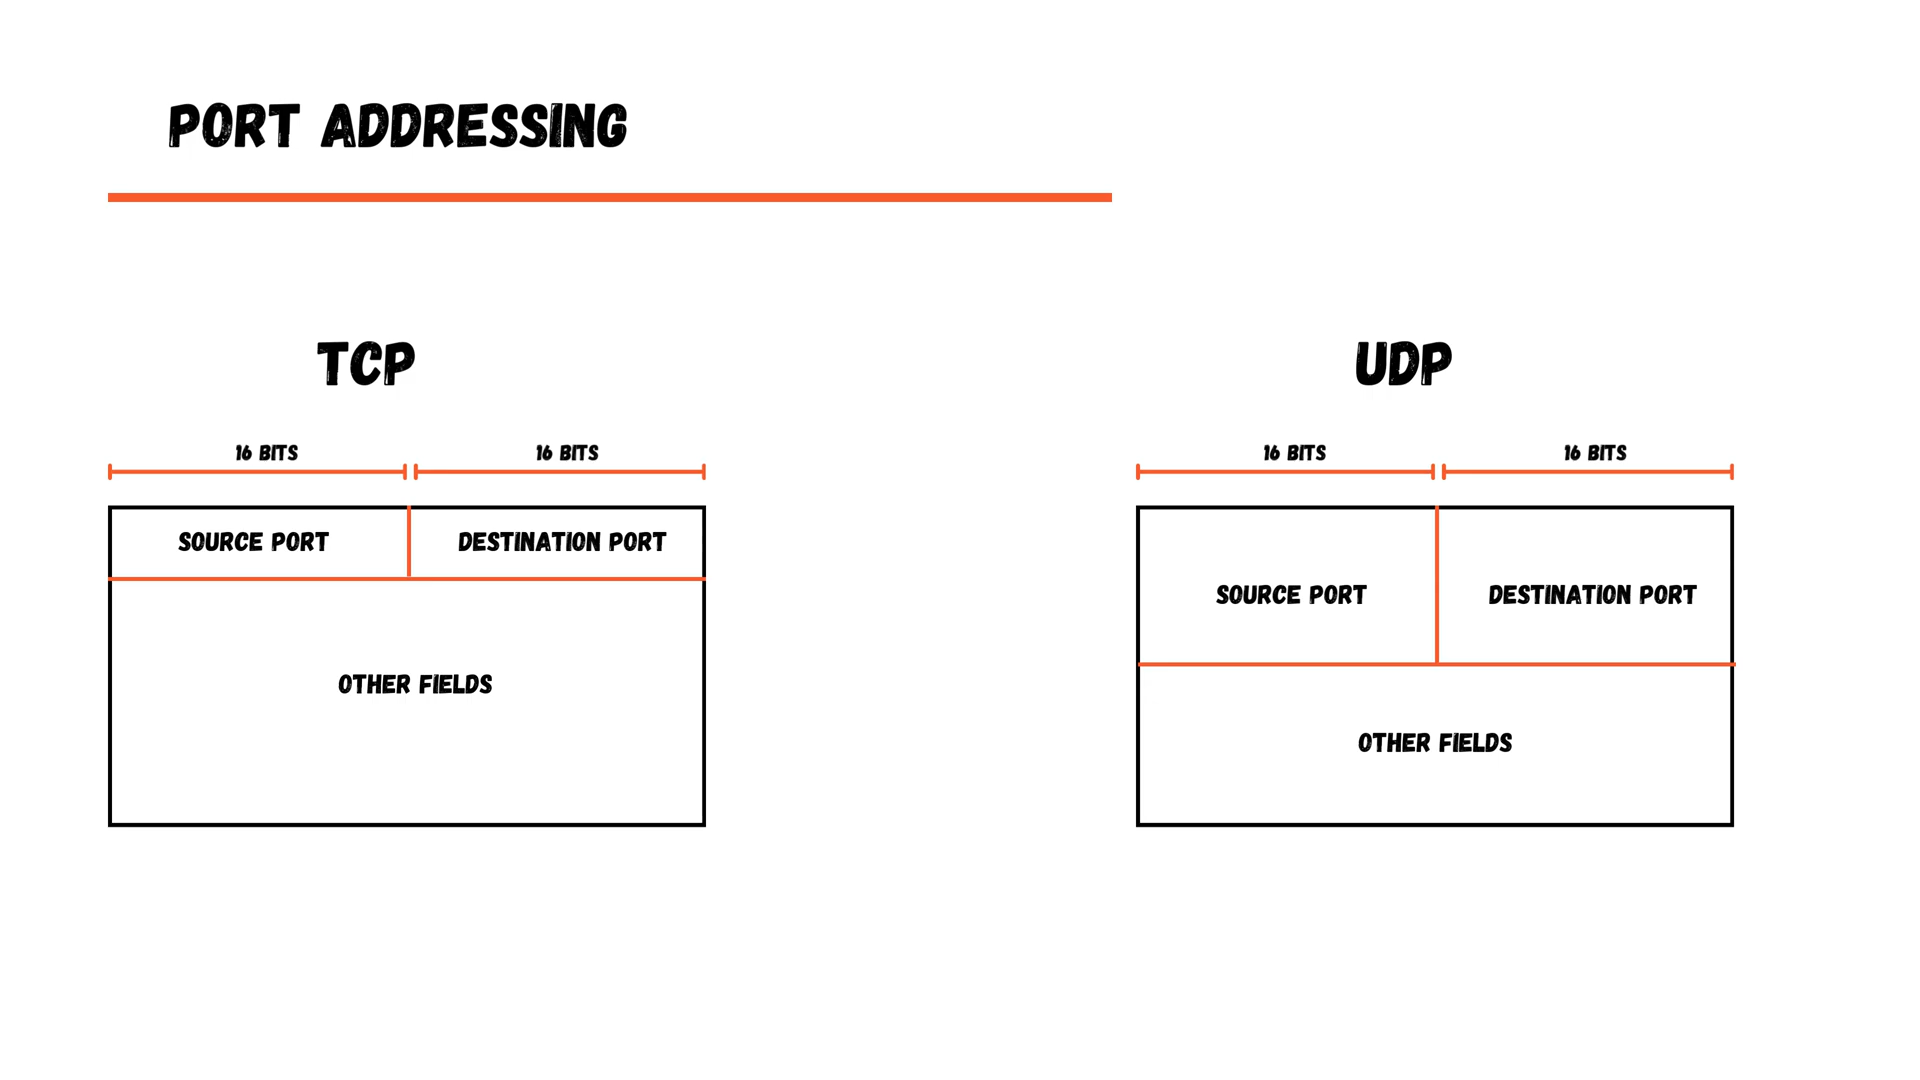 PORT ADDRESSING
TCP
16 BITS 16 BITS
SOURCE PORT DESTINATION PORT
OTHER FIELDS
UDP
16 BITS 16 BITS
SOURCE PORT DESTINATION PORT
OTHER FIELDS